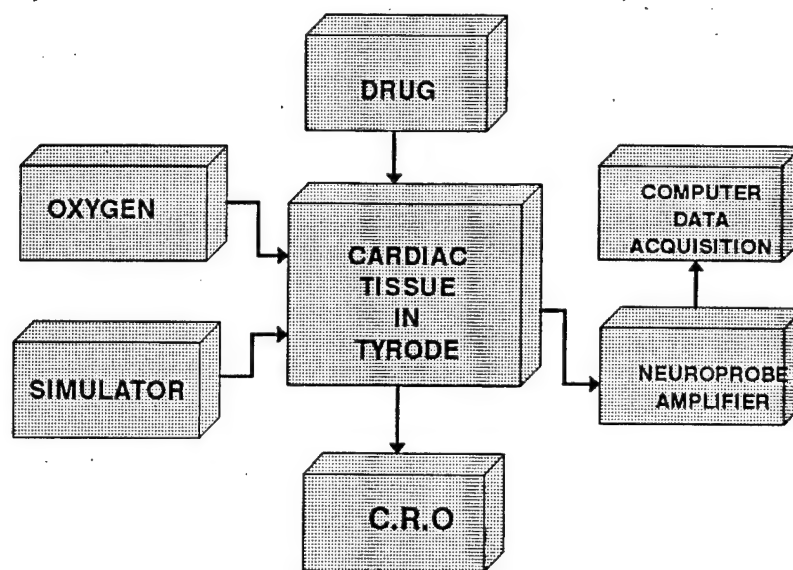 DRUG
OXYGEN
CARDIAC
TISSUE
IN
TYRODE
COMPUTER
DATA
ACQUISITION
SIMULATOR
NEUROPROBE
AMPLIFIER
C.R.O